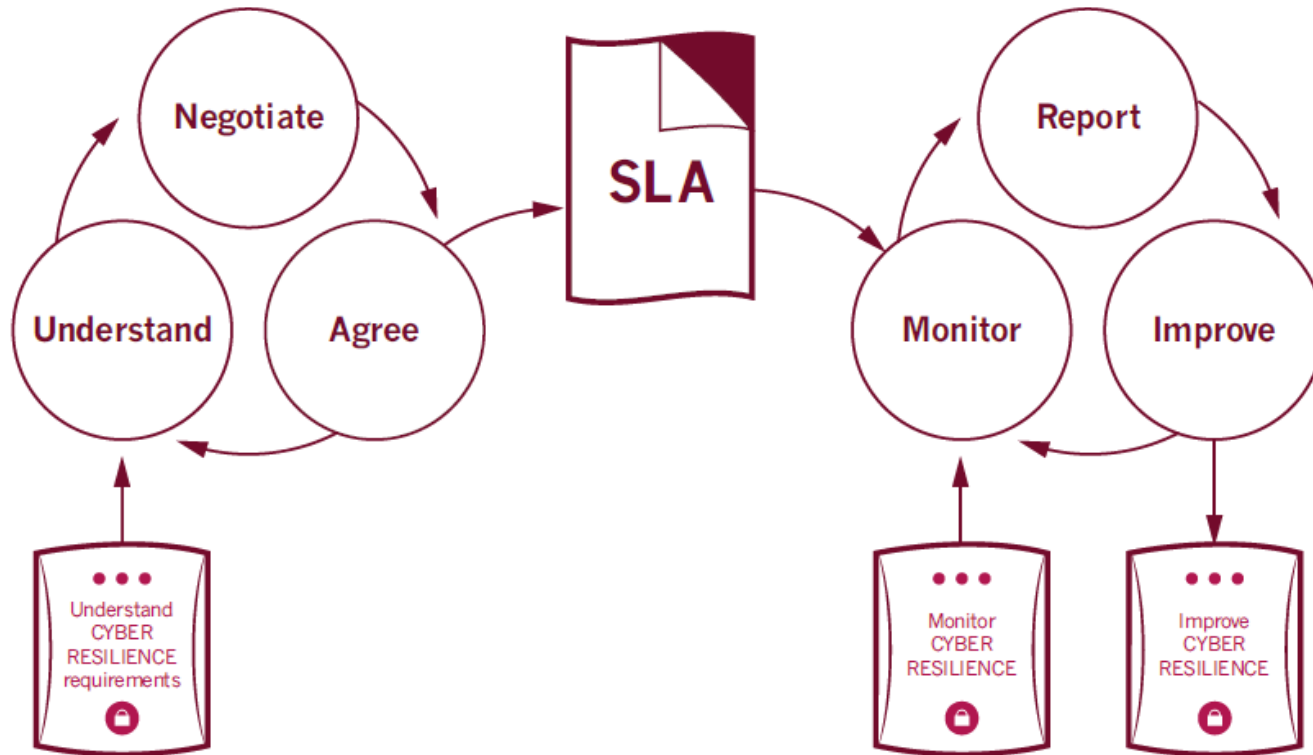 Negotiate
Understand
Agree
SLA
Report
Monitor
Improve
Understand
CYBER
RESILIENCE
requirements
Monitor
CYBER
RESILIENCE
Improve
CYBER
RESILIENCE